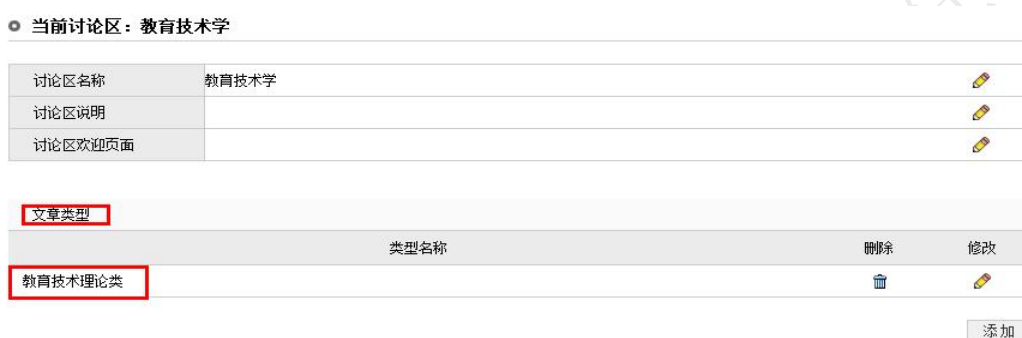 当前讨论区：教育技术学
讨论区名称 教育技术学
讨论区说明
讨论区欢迎页面
文章类型
类型名称 删除 修改
教育技术理论类
添加